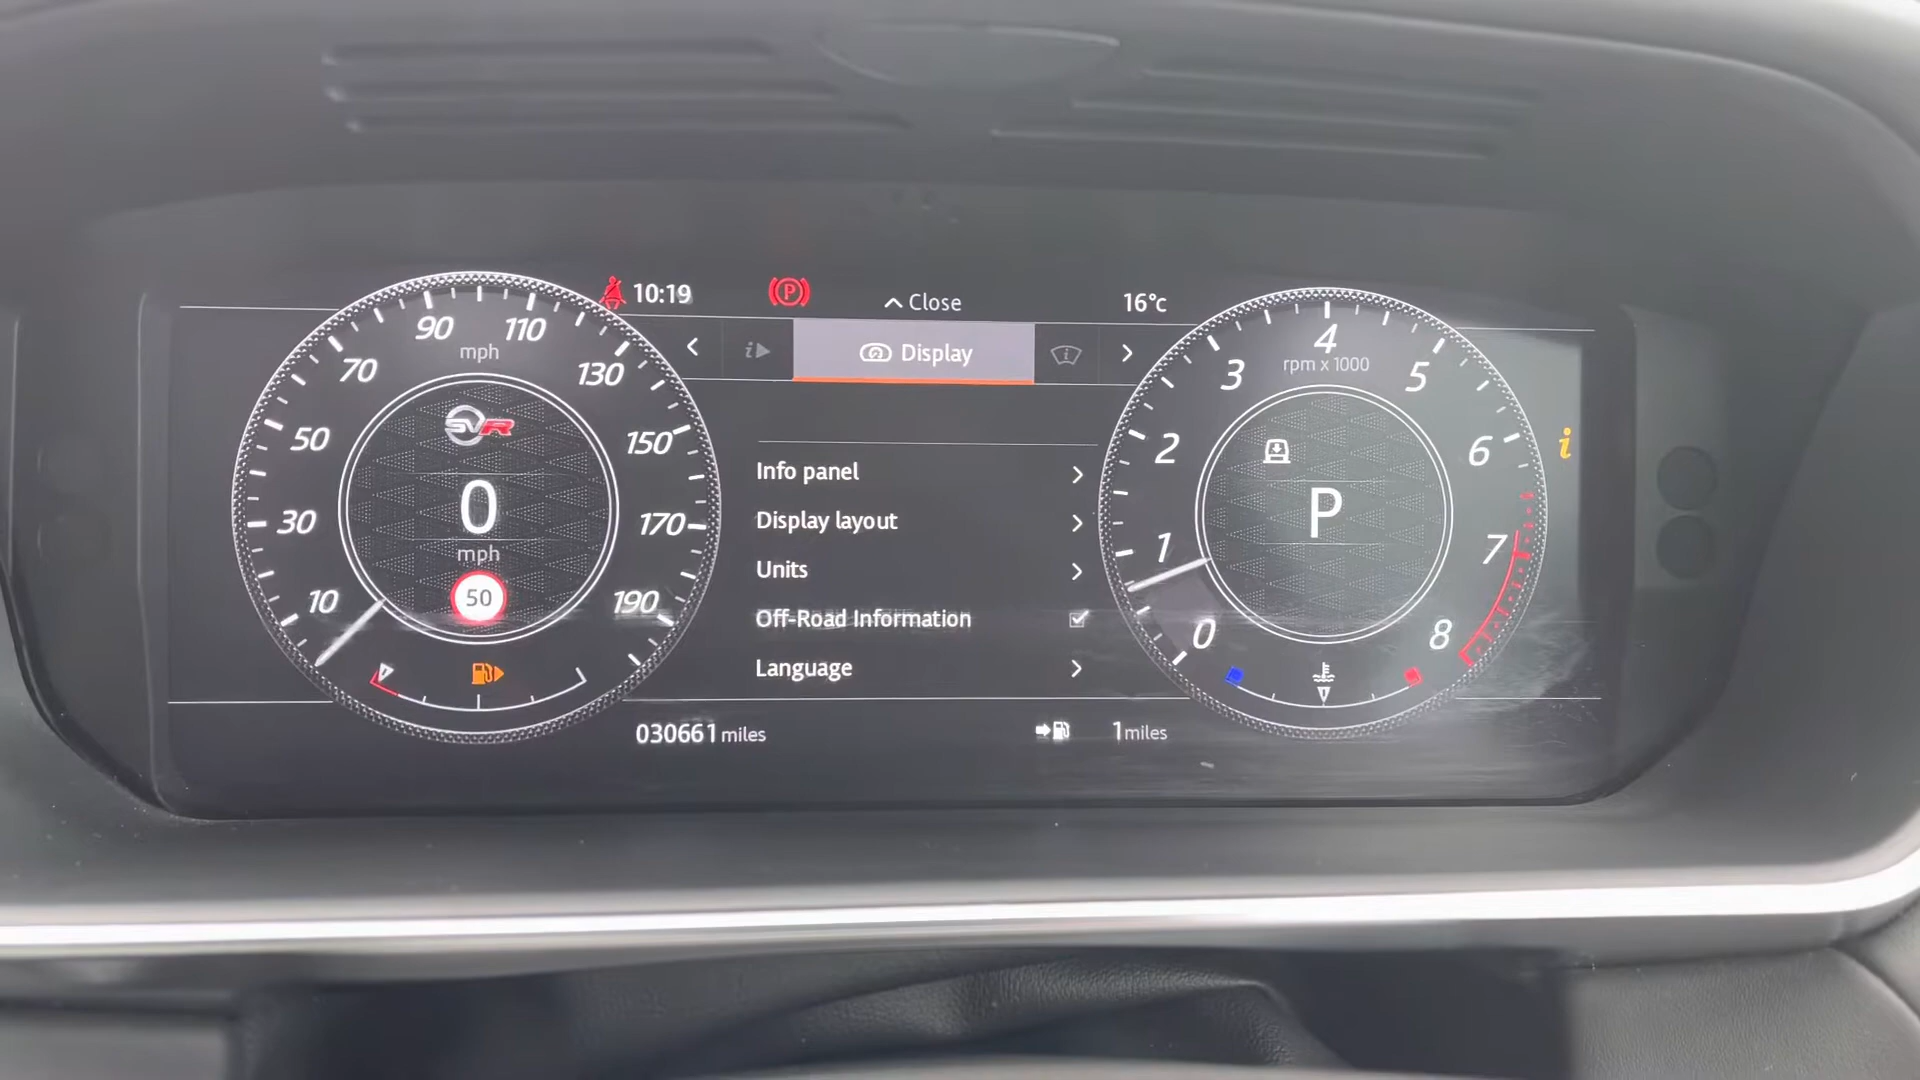 10:19
P
Close
16°c
Display
90
110
mph
70
130
50
150
30
170
10
190
SVR
0
mph
50
Info panel
Display layout
Units
Off-Road Information
Language
4
rpm x 1000
3
5
2
6
1
7
0
8
P
i
030661 miles
1 miles